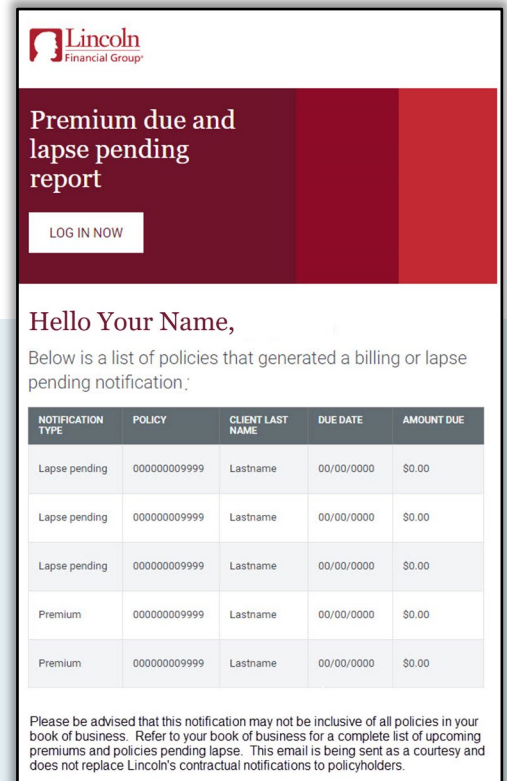 Lincoln
Financial Group®
Premium due and
lapse pending
report
LOG IN NOW
Hello Your Name,
Below is a list of policies that generated a billing or lapse
pending notification:
NOTIFICATION TYPE POLICY CLIENT LAST NAME DUE DATE AMOUNT DUE
Lapse pending 000000009999 Lastname 00/00/0000 $0.00
Lapse pending 000000009999 Lastname 00/00/0000 $0.00
Lapse pending 000000009999 Lastname 00/00/0000 $0.00
Premium 000000009999 Lastname 00/00/0000 $0.00
Premium 000000009999 Lastname 00/00/0000 $0.00
Please be advised that this notification may not be inclusive of all policies in your
book of business.  Refer to your book of business for a complete list of upcoming
premiums and policies pending lapse.  This email is being sent as a courtesy and
does not replace Lincoln's contractual notifications to policyholders.